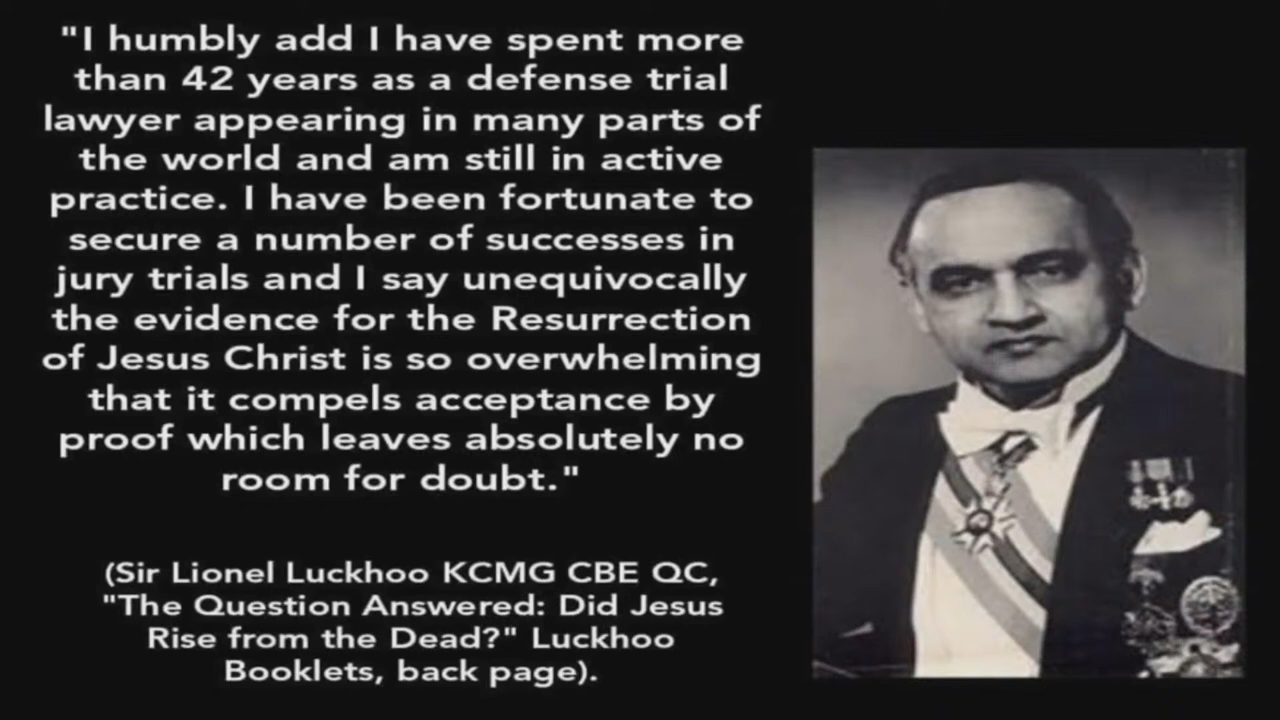 "I humbly add I have spent more
than 42 years as a defense trial
lawyer appearing in many parts of
the world and am still in active
practice. I have been fortunate to
secure a number of successes in
jury trials and I say unequivocally
the evidence for the Resurrection
of Jesus Christ is so overwhelming
that it compels acceptance by
proof which leaves absolutely no
room for doubt."
(Sir Lionel Luckhoo KCMG CBE QC,
"The Question Answered: Did Jesus
Rise from the Dead?" Luckhoo
Booklets, back page).